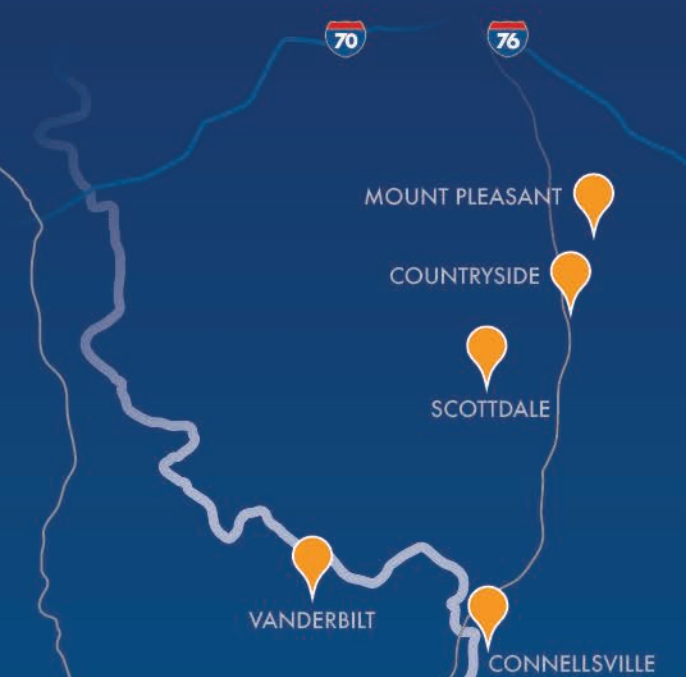 70
76
MOUNT PLEASANT
COUNTRYSIDE
SCOTTDALE
VANDERBILT
CONNELLSVILLE